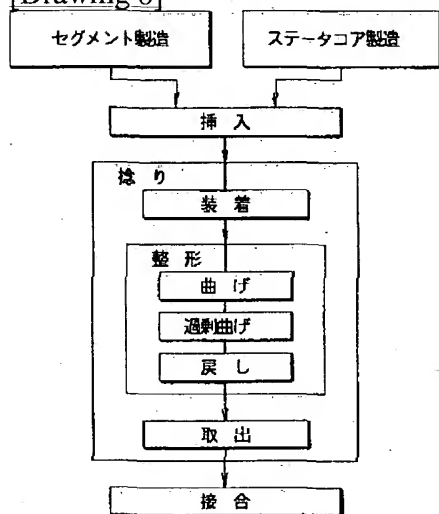 [Drawing 6]
セグメント製造
ステータコア製造
挿入
捻り
装着
整形
曲げ
過剰曲げ
戻し
取出
接合